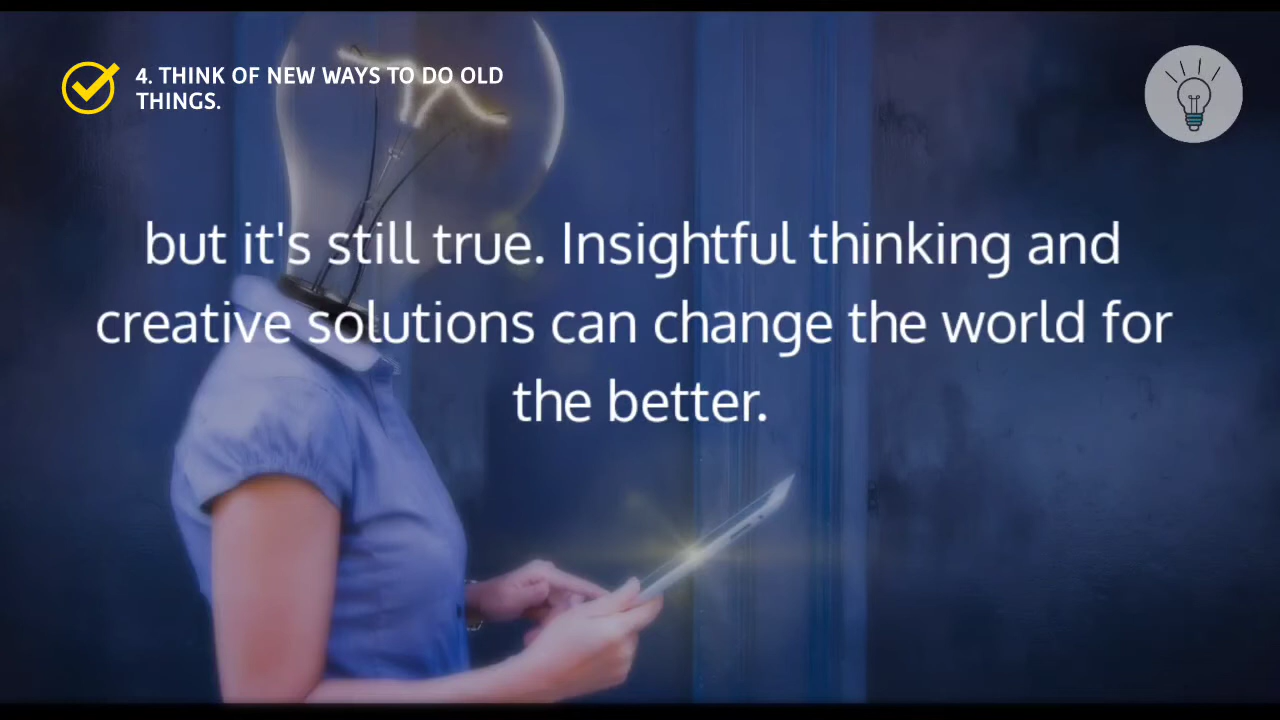 4. THINK OF NEW WAYS TO DO OLD
THINGS.
but it's still true. Insightful thinking and
creative solutions can change the world for
the better.